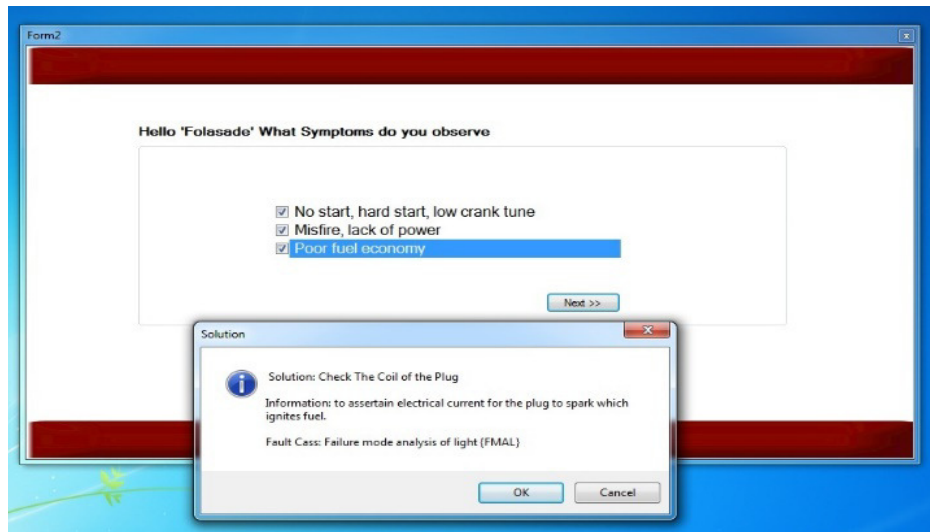 Form2
Hello 'Folasade' What Symptoms do you observe
No start, hard start, low crank tune
Misfire, lack of power
Poor fuel economy
Next >>
Solution
Solution: Check The Coil of the Plug
Information: to assertain electrical current for the plug to spark which
ignites fuel.
Fault Cass: Failure mode analysis of light {FMAL}
OK
Cancel